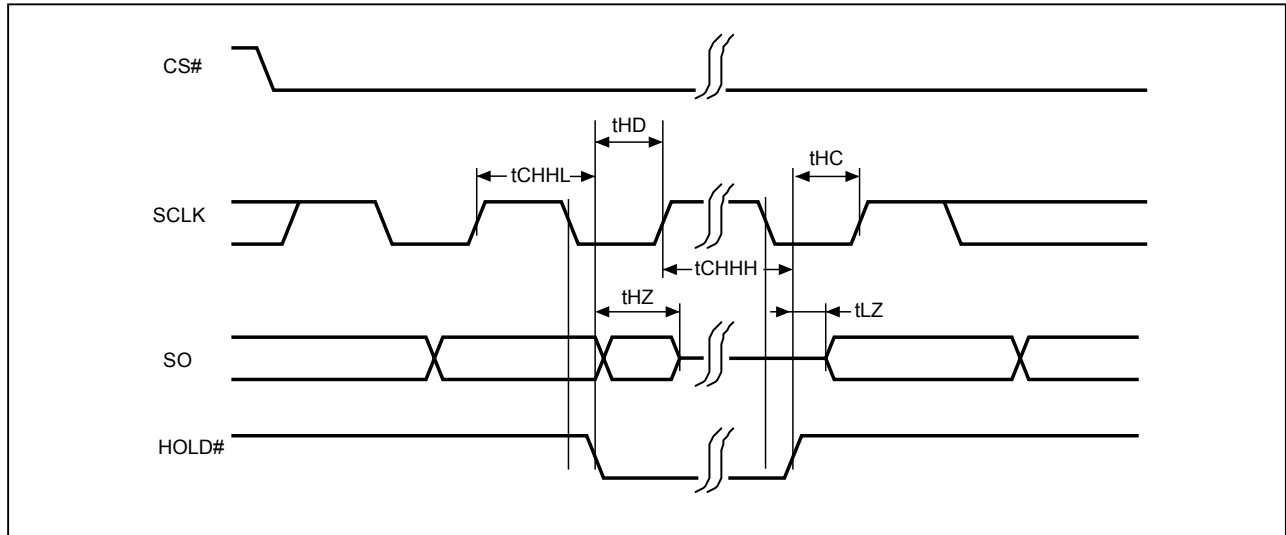 CS#
tHD
tHC
tCHHL
SCLK
tCHHH
tHZ
tLZ
SO
HOLD#